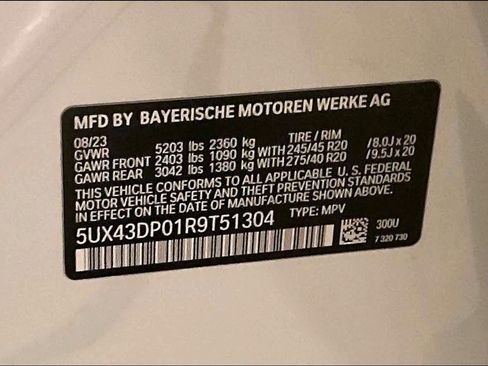 MFD BY BAYERISCHE MOTOREN WERKE AG
08/23 5203 lbs 2360 kg TIRE / RIM
GVWR
GAWR FRONT 2403 lbs 1090 kg WITH 245/45 R20 / 8.0J x 20
GAWR REAR 3042 lbs 1380 kg WITH 275/40 R20 / 9.5J x 20
THIS VEHICLE CONFORMS TO ALL APPLICABLE U. S. FEDERAL
MOTOR VEHICLE SAFETY AND THEFT PREVENTION STANDARDS
IN EFFECT ON THE DATE OF MANUFACTURE SHOWN ABOVE.
5UX43DP01R9T51304 TYPE: MPV
300U
7 320 730